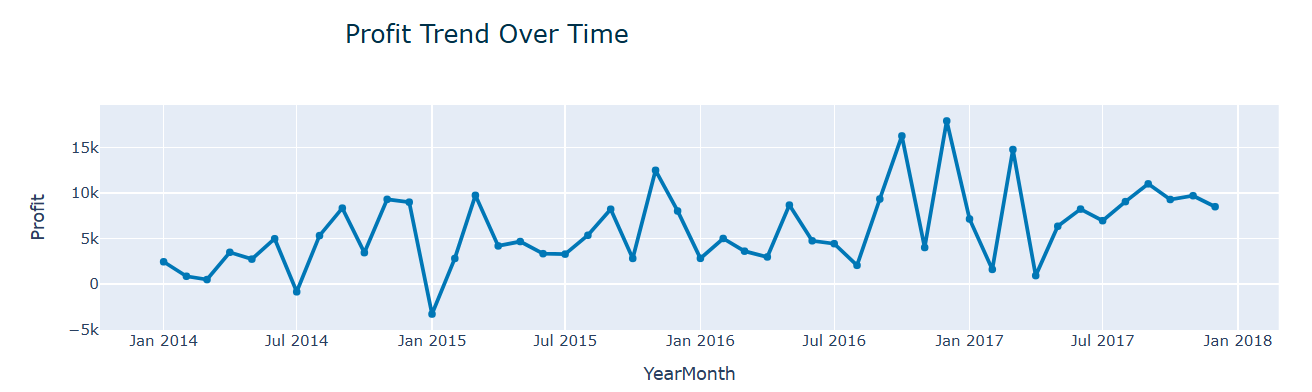 Profit Trend Over Time
15k
10k
5k
0
−5k
Profit
Jan 2014 Jul 2014 Jan 2015 Jul 2015 Jan 2016 Jul 2016 Jan 2017 Jul 2017 Jan 2018
YearMonth